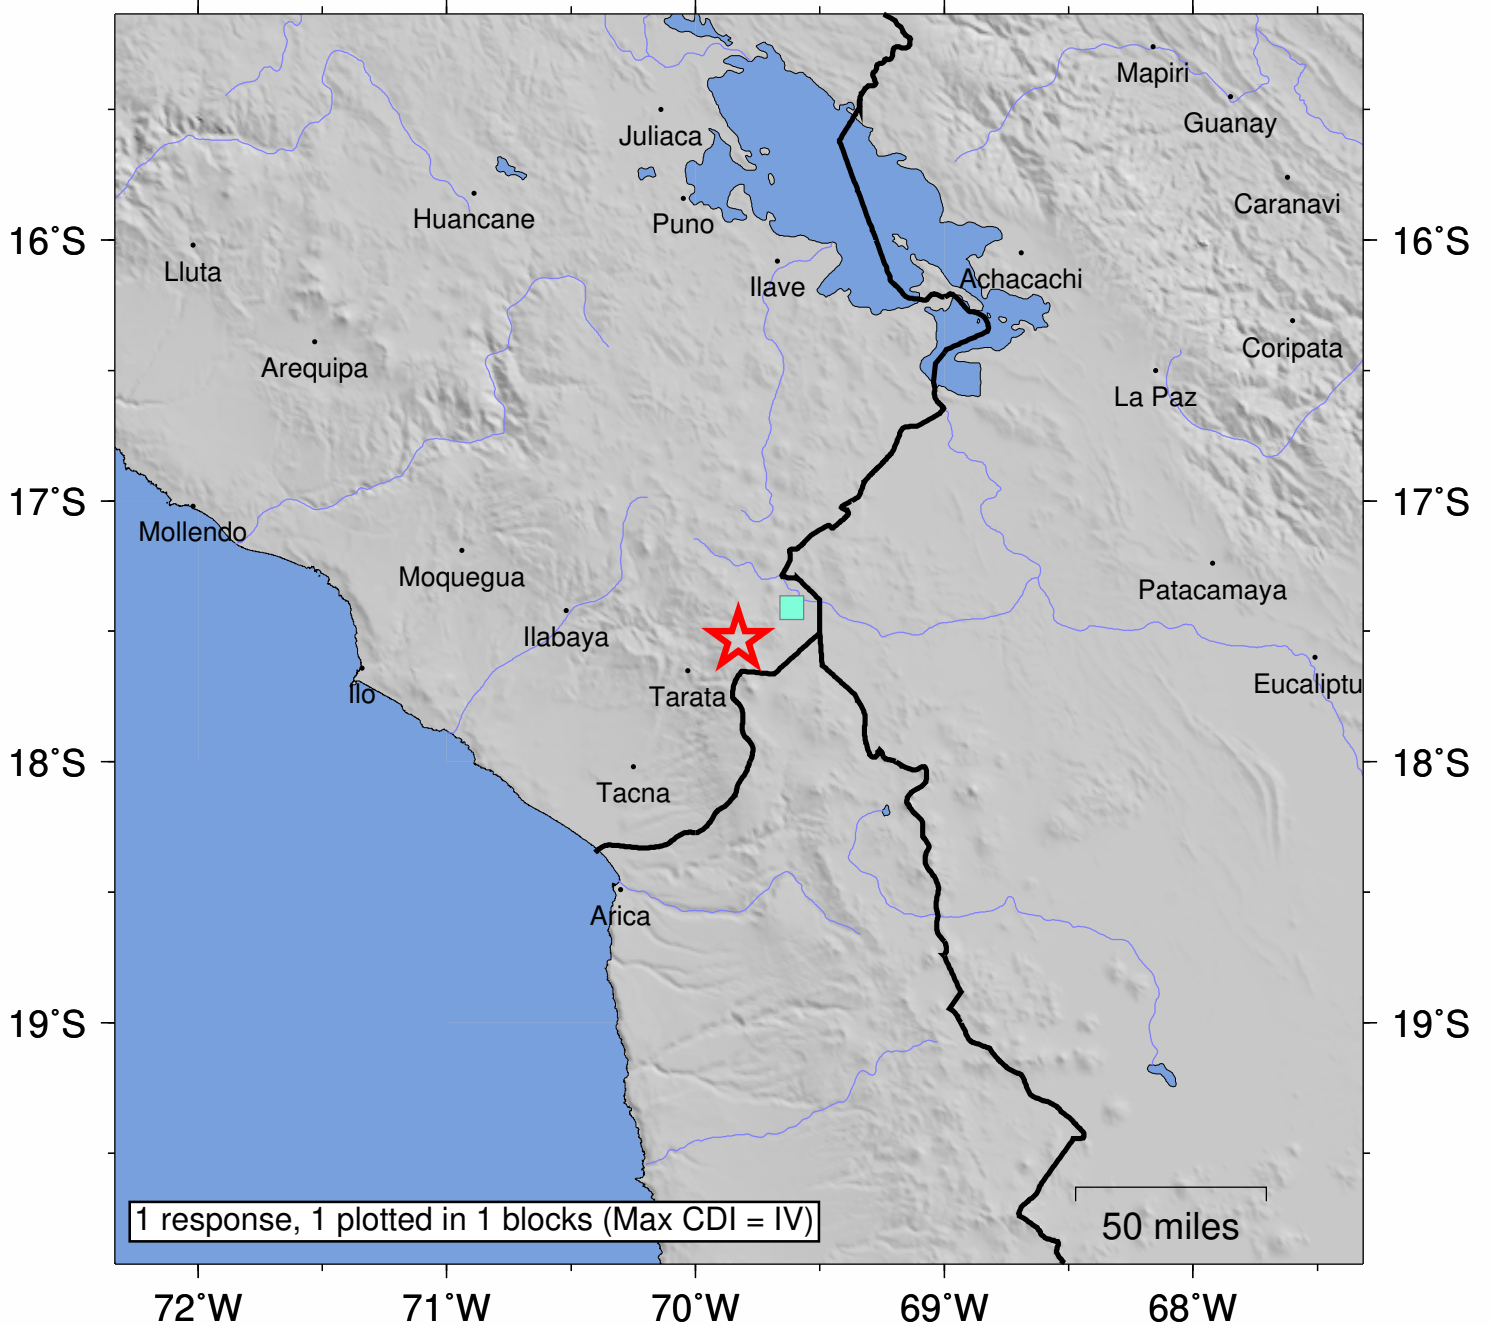 Mapiri
Guanay
Juliaca
Caranavi
Huancane
Puno
16°S
16°S
Lluta
Ilave
Achacachi
Arequipa
Coripata
La Paz
17°S
17°S
Mollendo
Moquegua
Patacamaya
Ilabaya
Eucaliptu
Ilo
Tarata
18°S
18°S
Tacna
Arica
19°S
19°S
1 response, 1 plotted in 1 blocks (Max CDI = IV)
50 miles
72°W
71°W
70°W
69°W
68°W